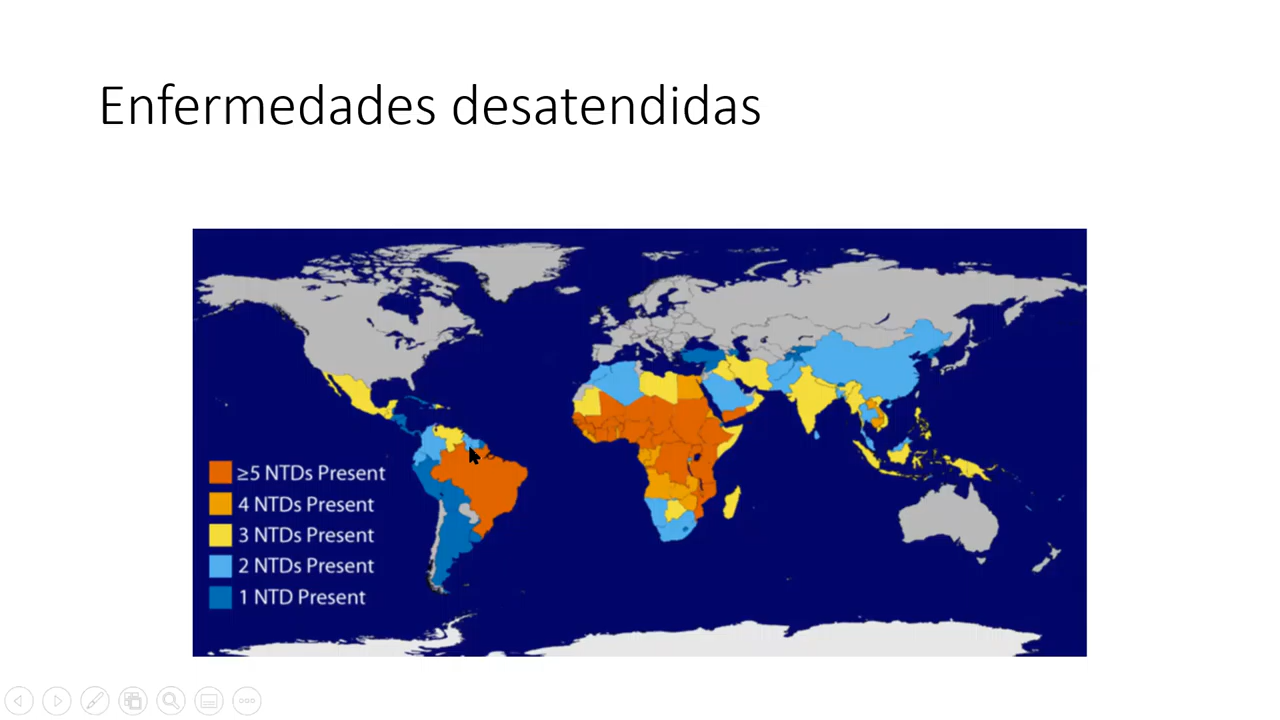 Enfermedades desatendidas
≥5 NTDs Present
4 NTDs Present
3 NTDs Present
2 NTDs Present
1 NTD Present